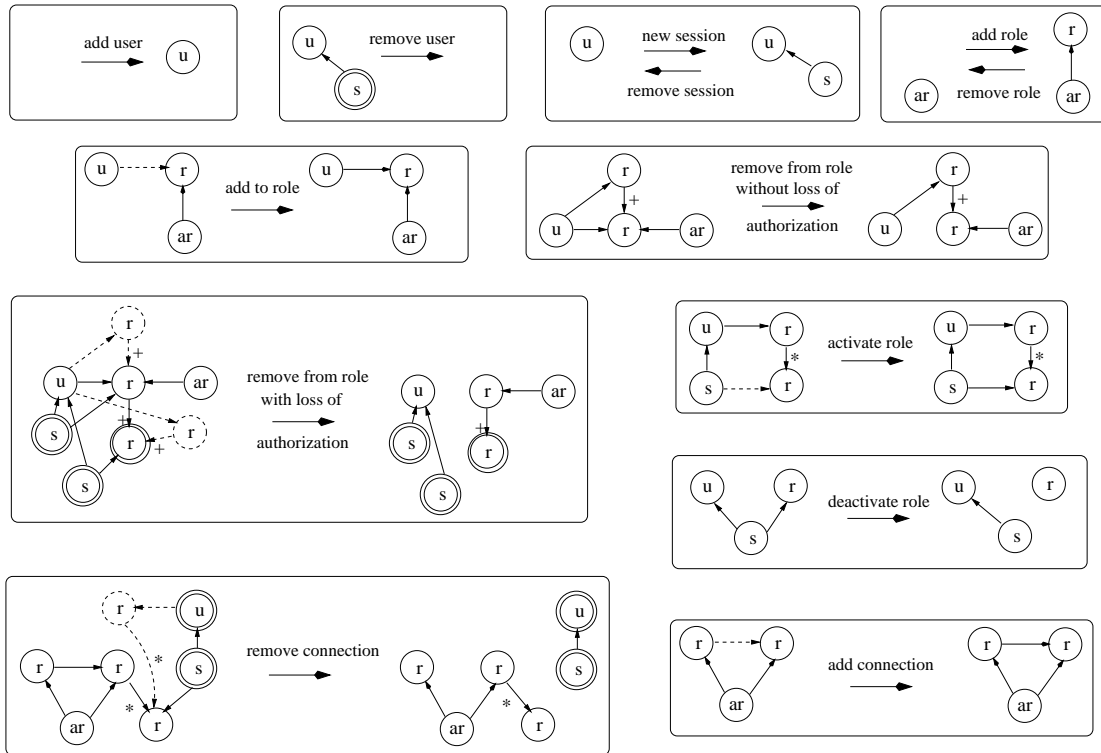 add user
u
u
s
remove user
u
new session
remove session
u
s
ar
add role
remove role
r
ar
u
r
ar
add to role
u
r
ar
r
+
u
r
ar
remove from role
without loss of
authorization
r
+
u
r
ar
r
+
u
r
ar
s
+
r
+
r
s
remove from role
with loss of
authorization
u
r
ar
s
+
r
s
u
r
*
s
r
activate role
u
r
*
s
r
u
r
s
deactivate role
u
r
s
r
u
*
r
r
s
*
ar
r
remove connection
u
r
r
s
*
ar
r
r
r
ar
add connection
r
r
ar